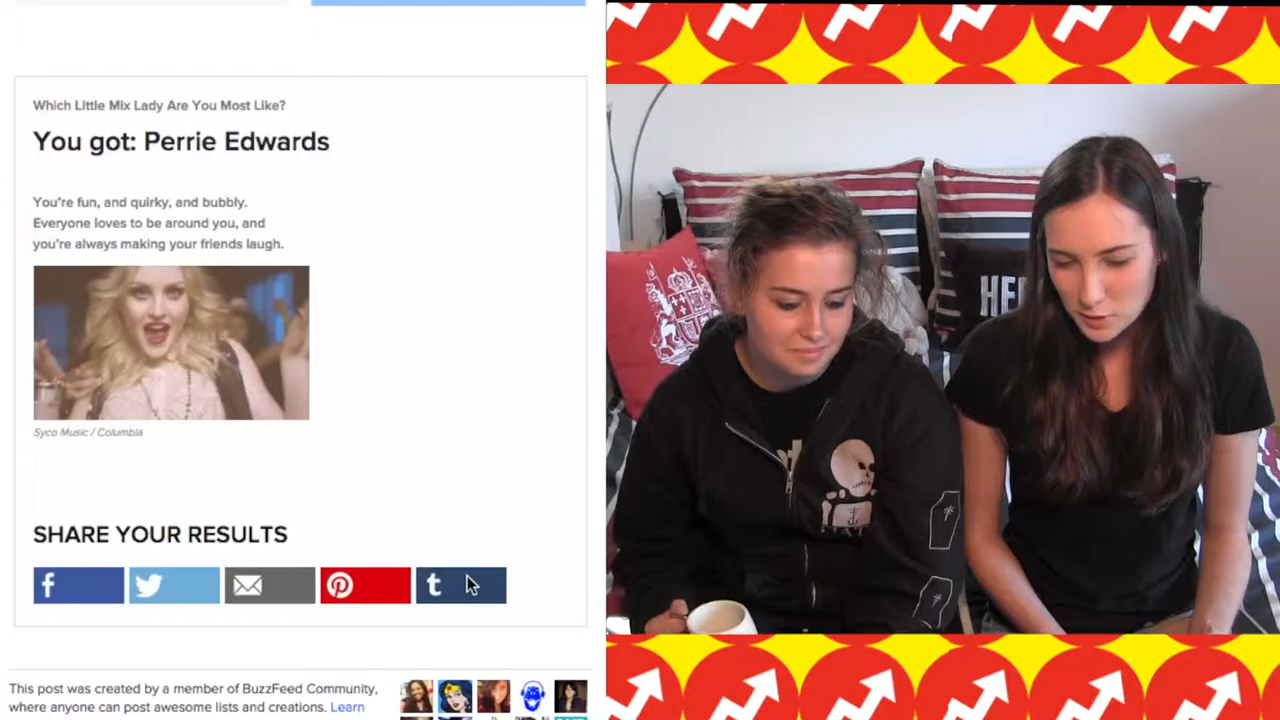 Which Little Mix Lady Are You Most Like?
You got: Perrie Edwards
You're fun, and quirky, and bubbly.
Everyone loves to be around you, and
you're always making your friends laugh.
Syco Music / Columbia
SHARE YOUR RESULTS
f
t
This post was created by a member of BuzzFeed Community,
where anyone can post awesome lists and creations. Learn